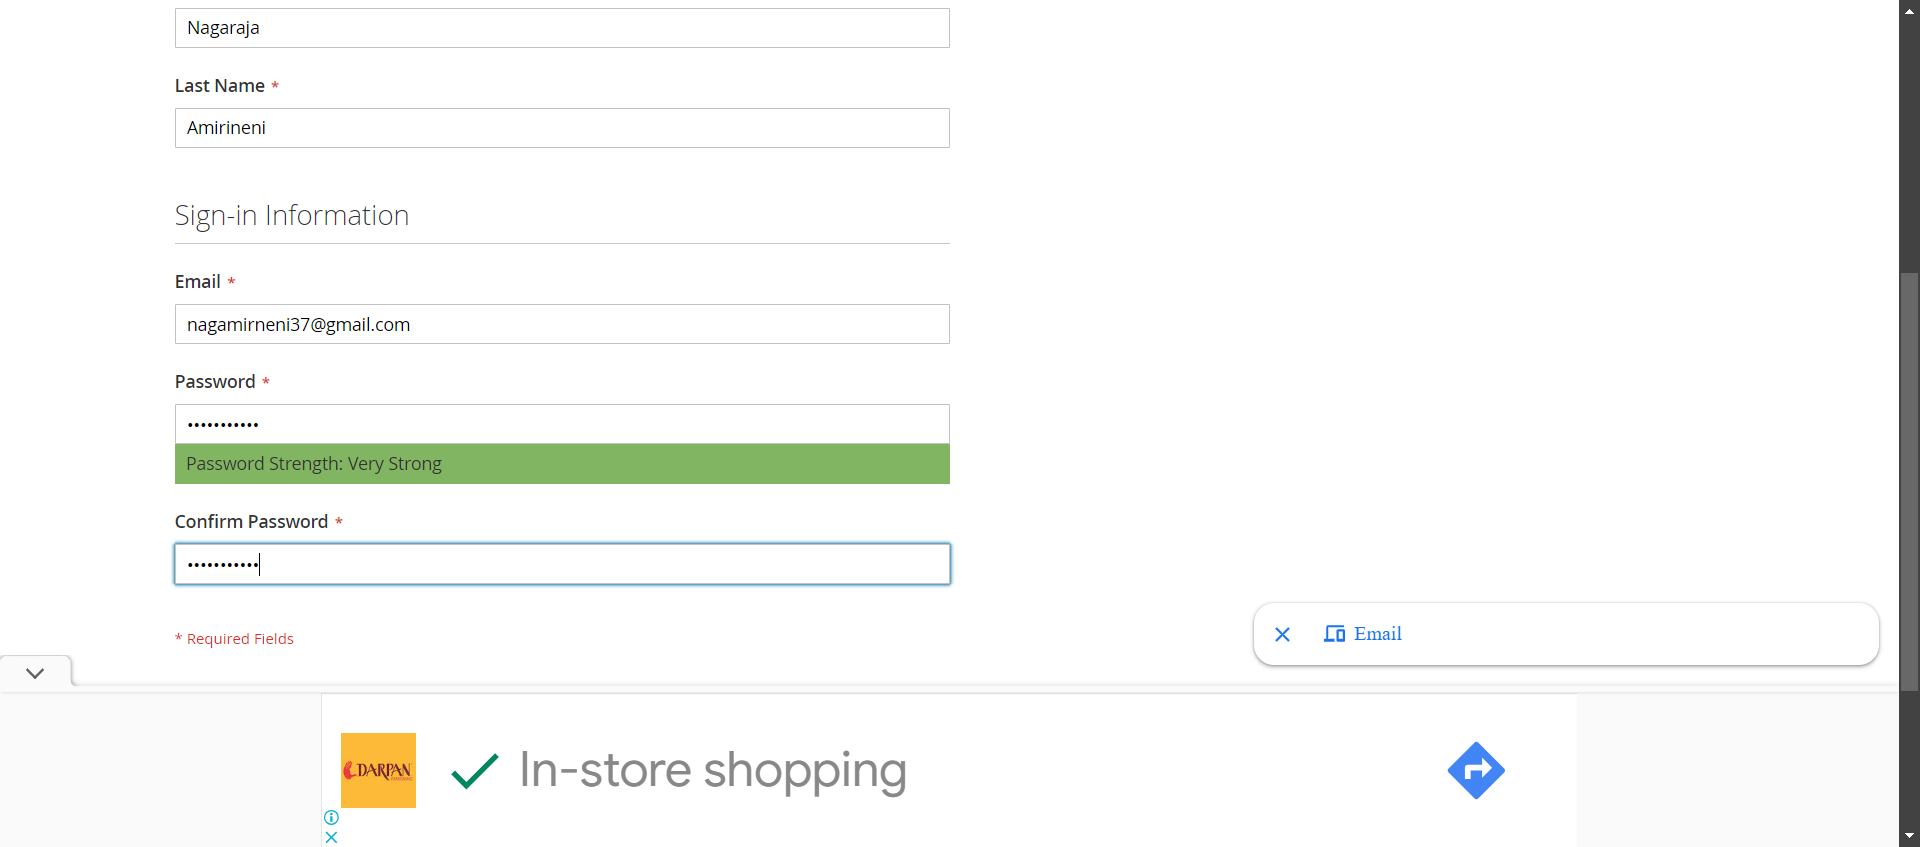 Nagaraja
Last Name *
Amirineni
Sign-in Information
Email *
nagamirneni37@gmail.com
Password *
•••••••••••
Password Strength: Very Strong
Confirm Password *
•••••••••••
* Required Fields
Email
DARPAN
In-store shopping